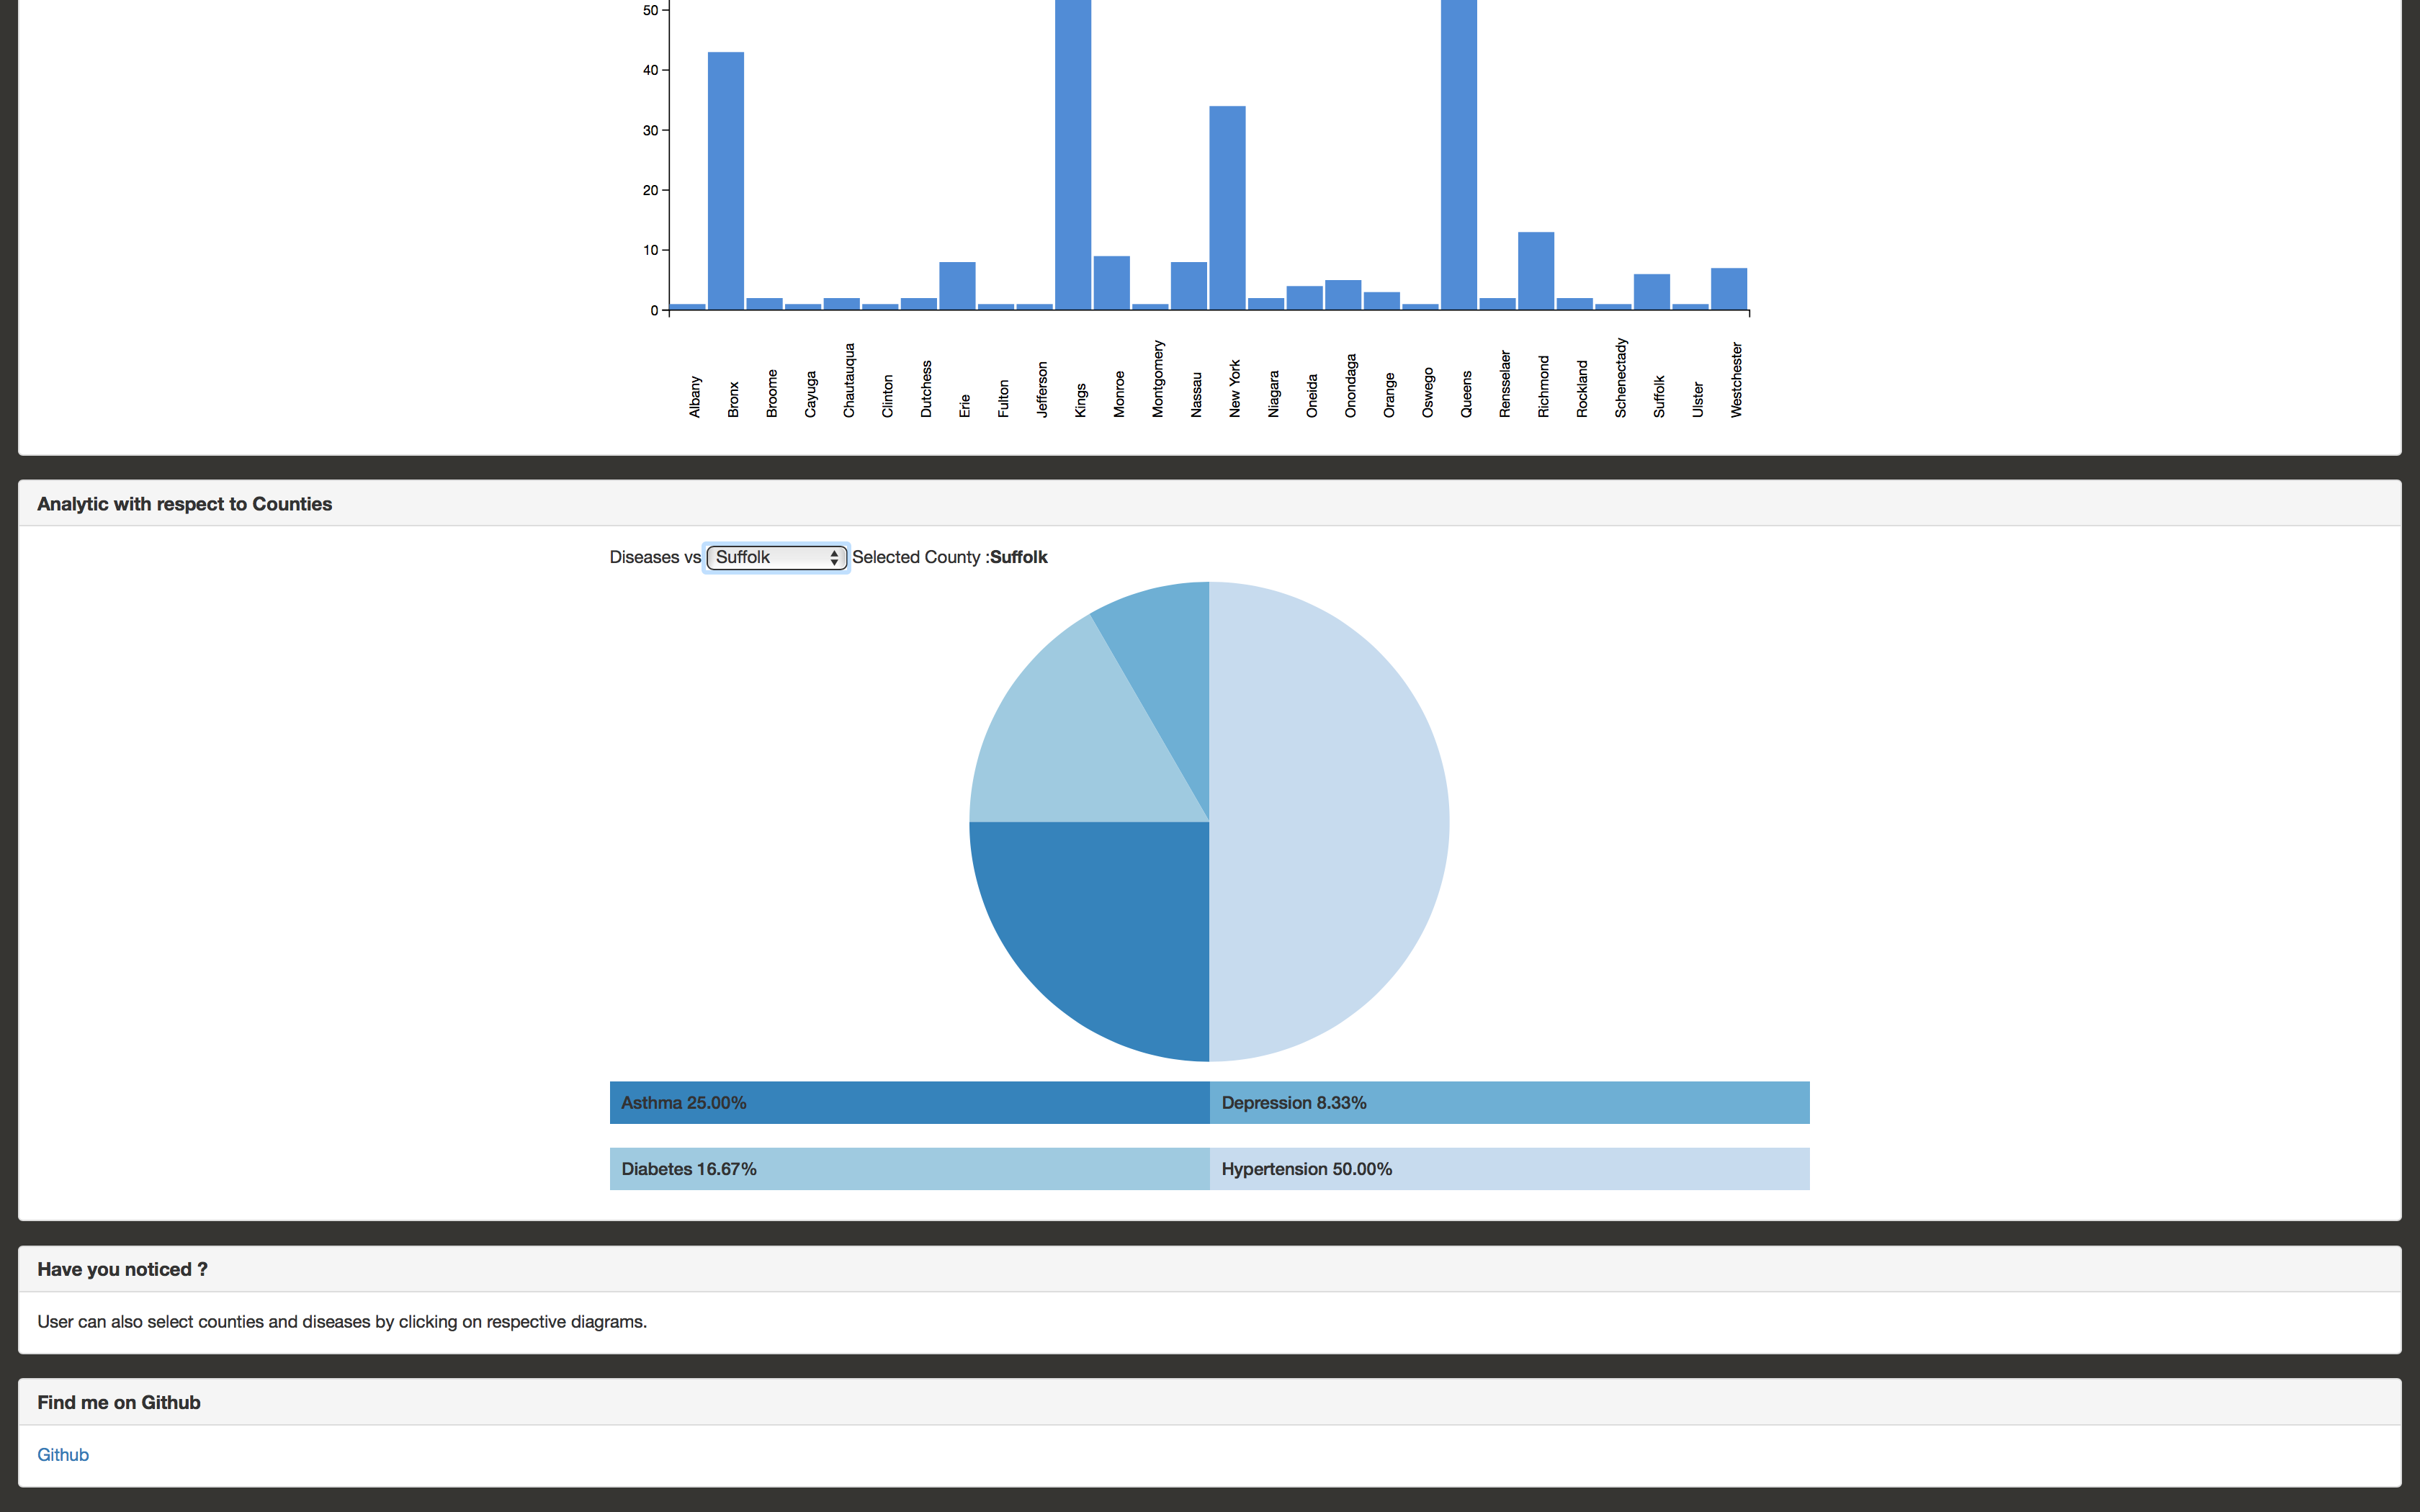 50
40
30
20
10
0
Albany
Bronx
Broome
Cayuga
Chautauqua
Clinton
Dutchess
Erie
Fulton
Jefferson
Kings
Monroe
Montgomery
Nassau
New York
Niagara
Oneida
Onondaga
Orange
Oswego
Queens
Rensselaer
Richmond
Rockland
Schenectady
Suffolk
Ulster
Westchester
Analytic with respect to Counties
Diseases vs Suffolk Selected County :Suffolk
Asthma 25.00% Depression 8.33%
Diabetes 16.67% Hypertension 50.00%
Have you noticed ?
User can also select counties and diseases by clicking on respective diagrams.
Find me on Github
Github